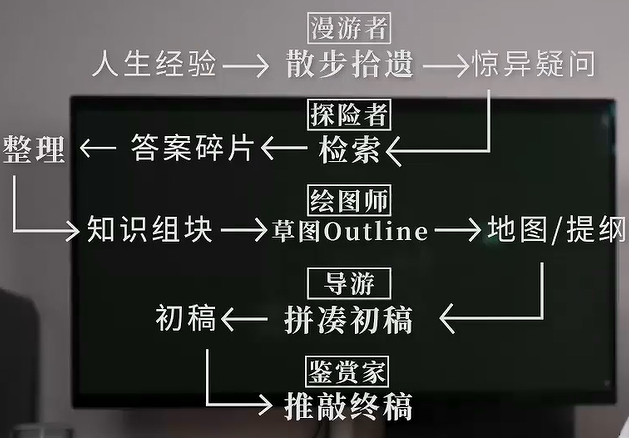 漫游者
人生经验 → 散步拾遗 → 惊异疑问
探险者
整理 ← 答案碎片 ← 检索
绘图师
知识组块 → 草图Outline → 地图/提纲
导游
初稿 ← 拼凑初稿
鉴赏家
推敲终稿